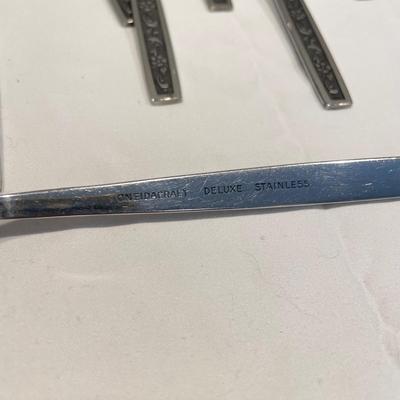 ONEIDACRAFT DELUXE STAINLESS